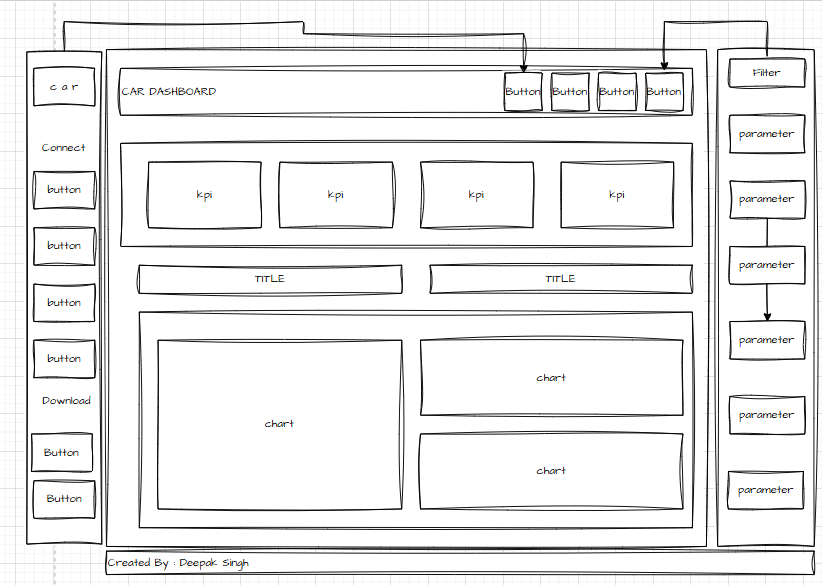 c a r
Connect
button
button
button
button
Download
Button
Button
CAR DASHBOARD
Button
Button
Button
Button
kpi
kpi
kpi
kpi
TITLE
TITLE
chart
chart
chart
Filter
parameter
parameter
parameter
parameter
parameter
parameter
Created By : Deepak Singh